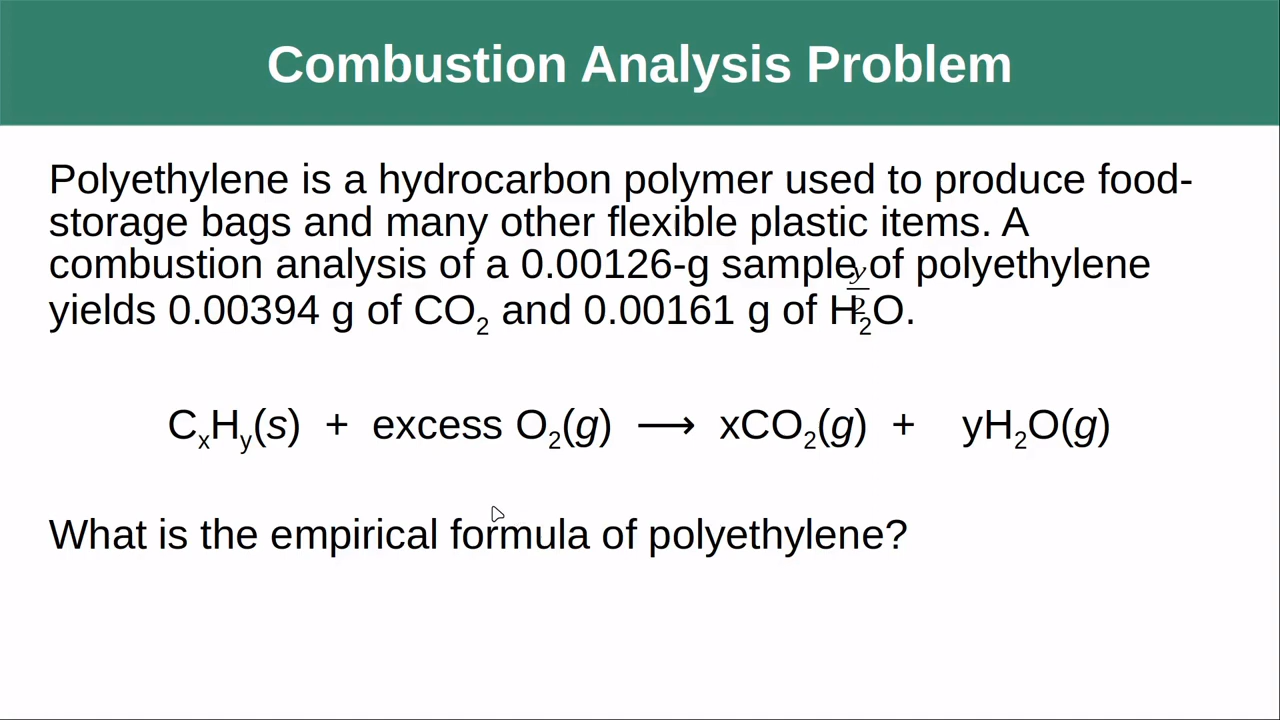 Combustion Analysis Problem
Polyethylene is a hydrocarbon polymer used to produce food-
storage bags and many other flexible plastic items. A
combustion analysis of a 0.00126-g sample of polyethylene
yields 0.00394 g of CO₂ and 0.00161 g of H₂O.
y
2
CₓHᵧ(s) + excess O₂(g) ⟶ xCO₂(g) + yH₂O(g)
What is the empirical formula of polyethylene?